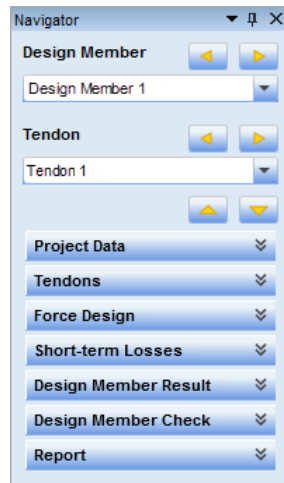 Navigator
Design Member
Design Member 1
Tendon
Tendon 1
Project Data
Tendons
Force Design
Short-term Losses
Design Member Result
Design Member Check
Report